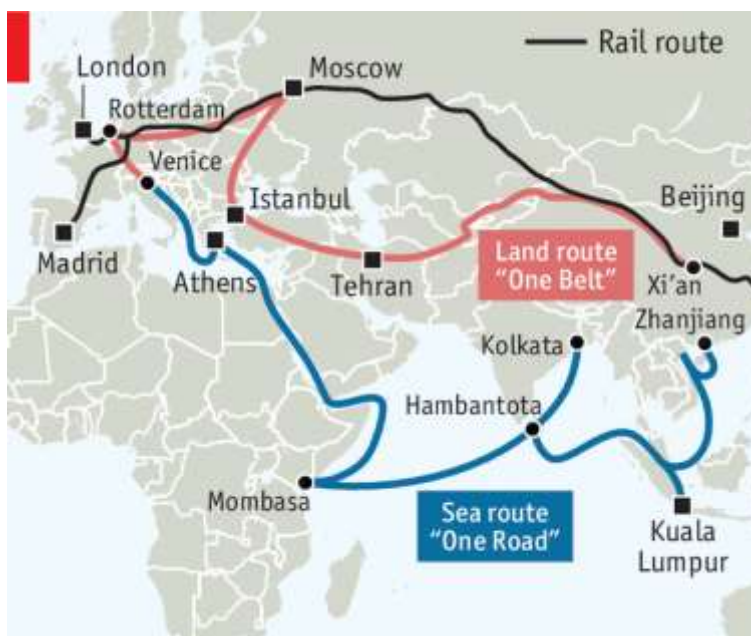 Rail route
London
Moscow
Rotterdam
Venice
Istanbul
Beijing
Madrid
Athens
Tehran
Land route
"One Belt"
Xi'an
Zhanjiang
Kolkata
Hambantota
Mombasa
Sea route
"One Road"
Kuala
Lumpur